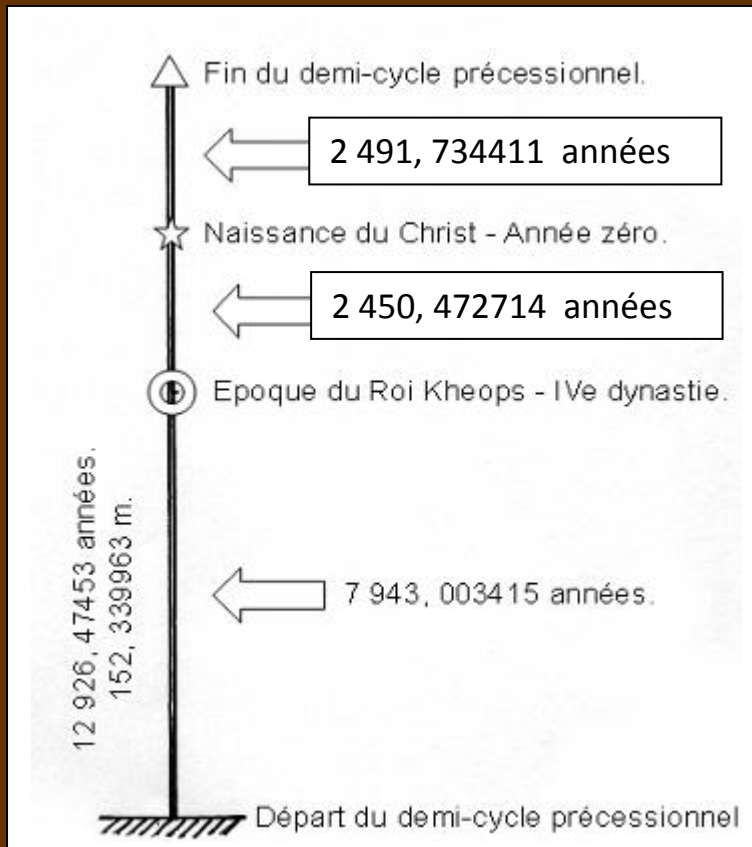 Fin du demi-cycle précessionnel.
2 491, 734411 années
Naissance du Christ - Année zéro.
2 450, 472714 années
Epoque du Roi Kheops - IVe dynastie.
12 926, 47453 années.
152, 339963 m.
7 943, 003415 années.
Départ du demi-cycle précessionnel